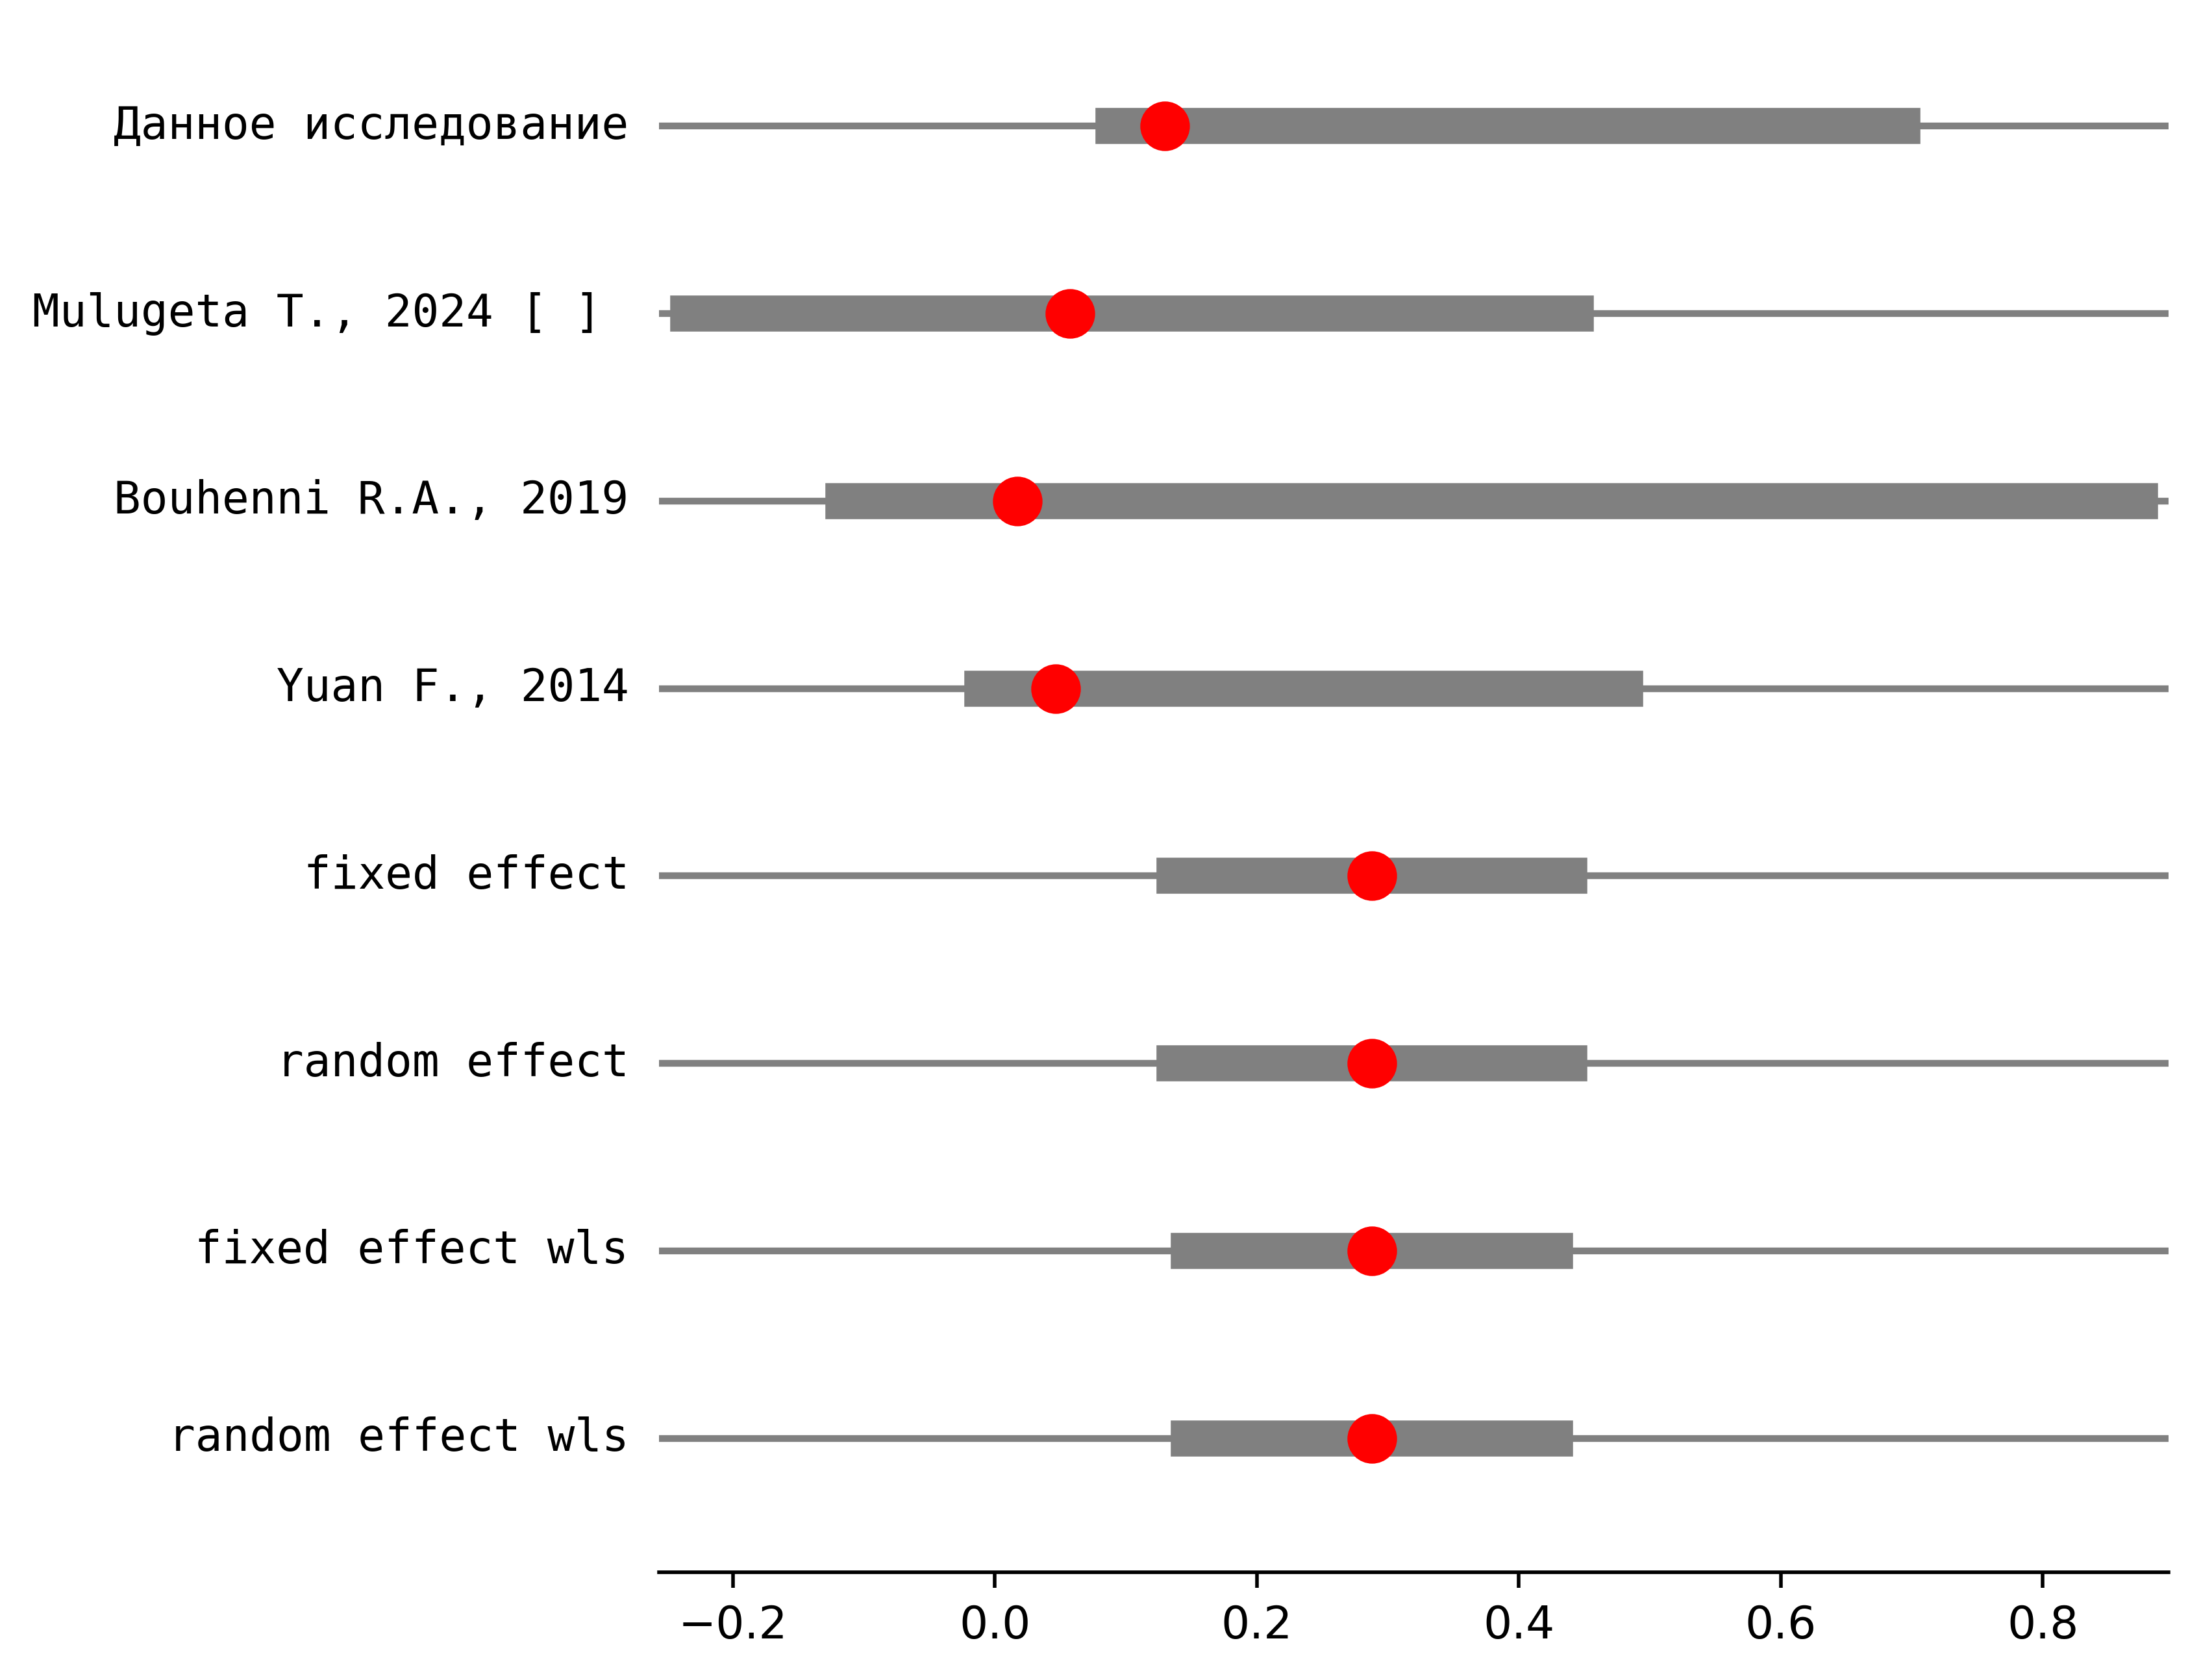 Данное исследование
Mulugeta T., 2024 [ ]
Bouhenni R.A., 2019
Yuan F., 2014
fixed effect
random effect
fixed effect wls
random effect wls
−0.2 0.0 0.2 0.4 0.6 0.8